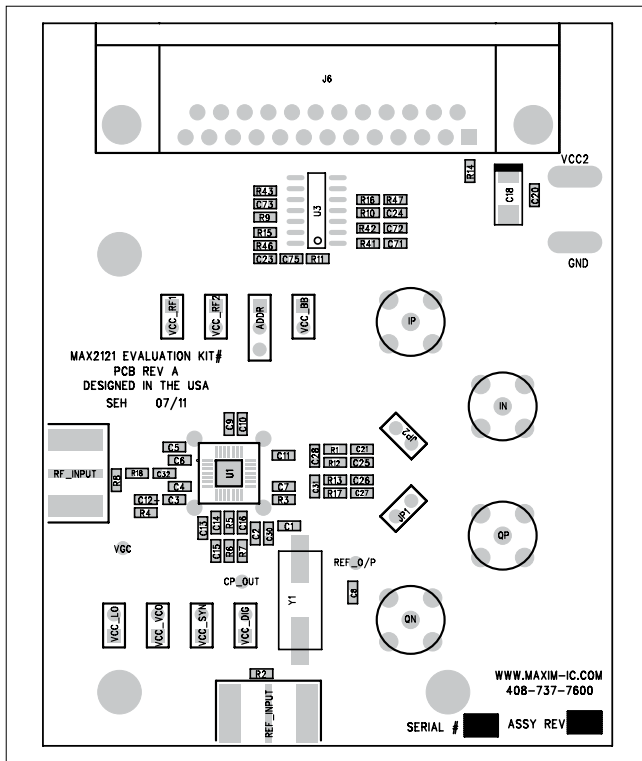 J6
R14
VCC2
C18
C20
GND
R43
C73
R9
R15
R46
C23 C75 R11
U3
R16 R47
R10 C24
R42 C72
R41 C71
VCC_RF1
VCC_RF2
ADDR
VCC_BB
IP
IN
MAX2121 EVALUATION KIT#
PCB REV A
DESIGNED IN THE USA
SEH 07/11
C9
C10
JP2
C5
C6
C11
C28
R1 C21
R12 C25
RF_INPUT
R8
R18 C32
U1
C4
C7
C31
R13 C26
R17 C27
C12+ C3
R3
R4
JP1
C13
C14
R5
C16
C2
C30
C1
C15
R6
R7
VGC
CP_OUT
Y1
REF_O/P
C8
QP
QN
VCC_LO
VCC_VCO
VCC_SYN
VCC_DIG
R2
REF_INPUT
WWW.MAXIM-IC.COM
408-737-7600
SERIAL # ASSY REV